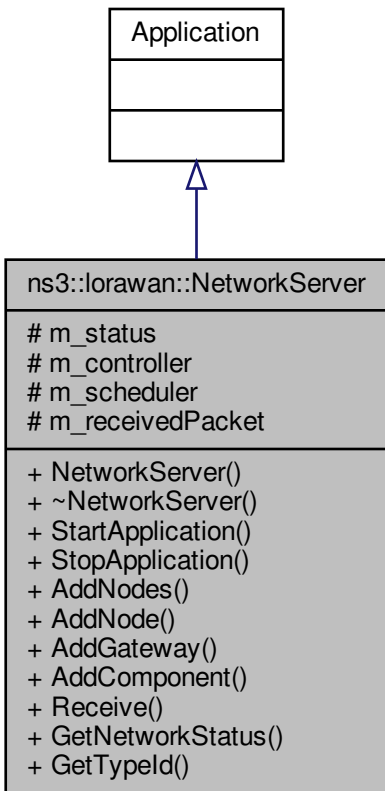 Application
ns3::lorawan::NetworkServer
# m_status
# m_controller
# m_scheduler
# m_receivedPacket
+ NetworkServer()
+ ~NetworkServer()
+ StartApplication()
+ StopApplication()
+ AddNodes()
+ AddNode()
+ AddGateway()
+ AddComponent()
+ Receive()
+ GetNetworkStatus()
+ GetTypeId()